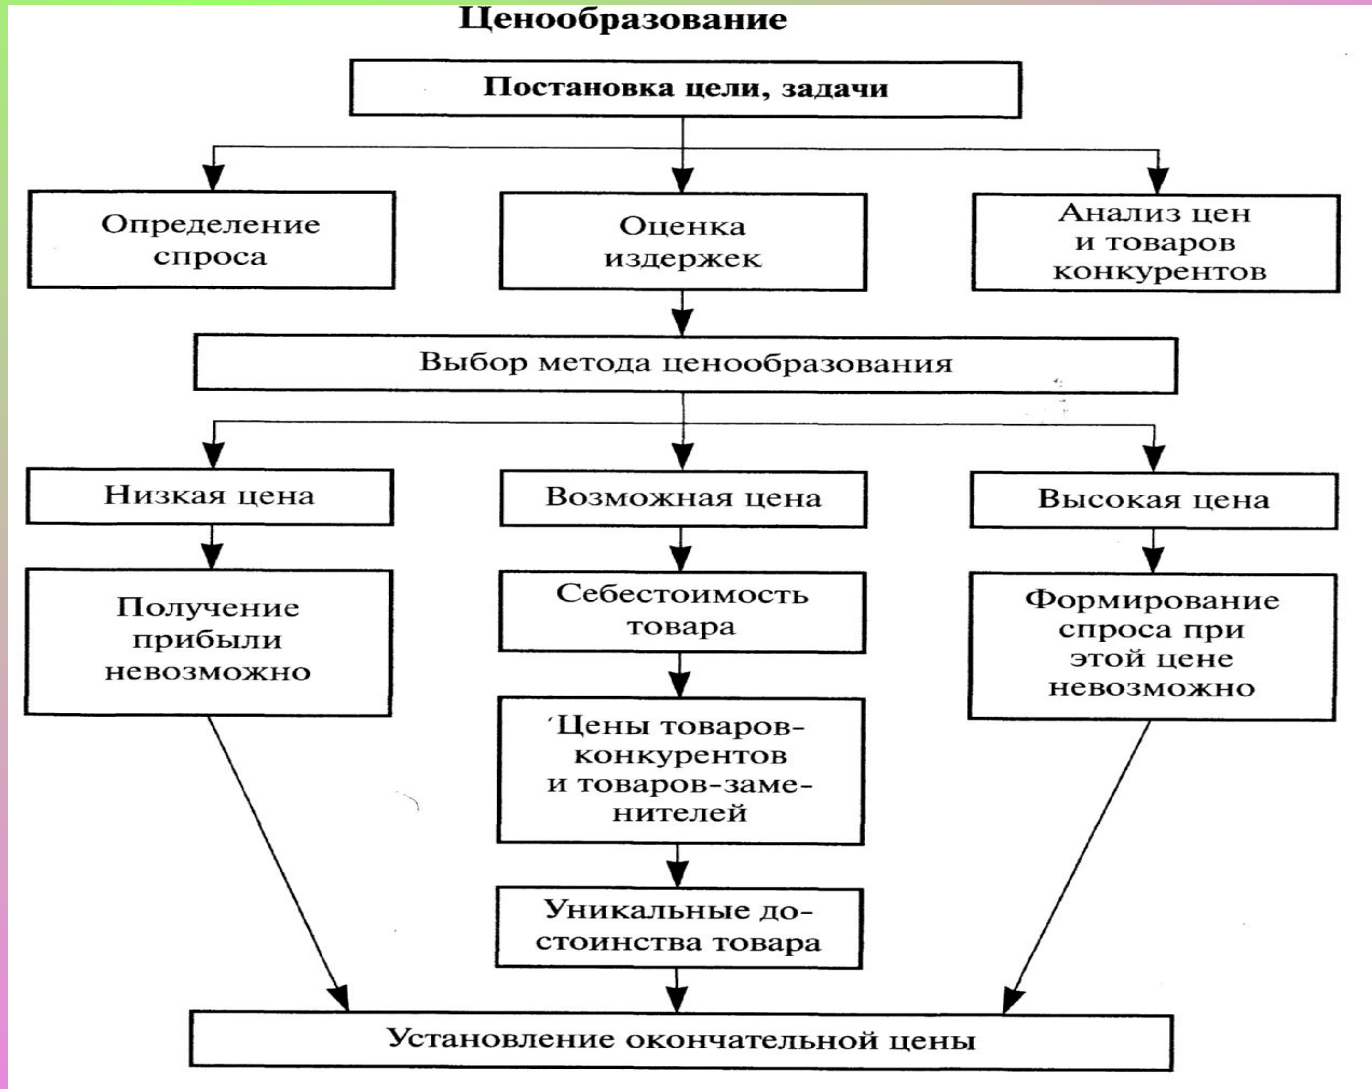 Ценообразование
Постановка цели, задачи
Определение
спроса
Оценка
издержек
Анализ цен
и товаров
конкурентов
Выбор метода ценообразования
Низкая цена
Возможная цена
Высокая цена
Получение
прибыли
невозможно
Себестоимость
товара
Формирование
спроса при
этой цене
невозможно
Цены товаров-
конкурентов
и товаров-заме-
нителей
Уникальные до-
стоинства товара
Установление окончательной цены